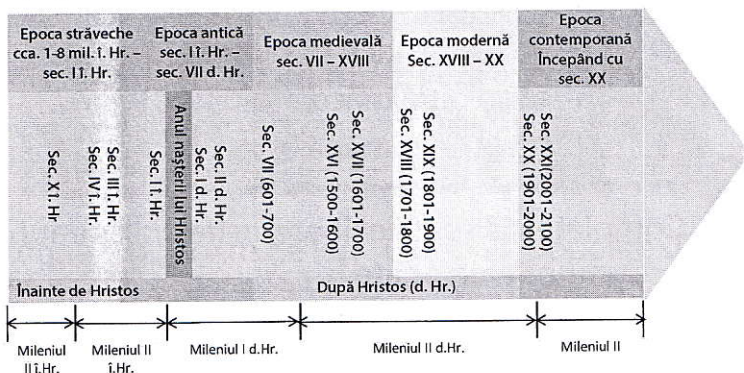 Epoca străveche
cca. 1-8 mil. î. Hr. –
sec. I î. Hr.
Epoca antică
sec. I î. Hr. –
sec. VII d. Hr.
Epoca medievală
sec. VII – XVIII
Epoca modernă
Sec. XVIII – XX
Epoca
contemporană
Începând cu
sec. XX
Sec. X î. Hr
Sec. IV î. Hr.
Sec. III î. Hr.
Sec. I î. Hr.
Anul nașterii lui Hristos
Sec. I d. Hr.
Sec. II d. Hr.
Sec. VII (601-700)
Sec. XVI (1500-1600)
Sec. XVII (1601-1700)
Sec. XVIII (1701-1800)
Sec. XIX (1801-1900)
Sec. XX (1901-2000)
Sec. XXI(2001-2100)
Înainte de Hristos
După Hristos (d. Hr.)
Mileniul
II î.Hr.
Mileniul II
î.Hr.
Mileniul I d.Hr.
Mileniul II d.Hr.
Mileniul II